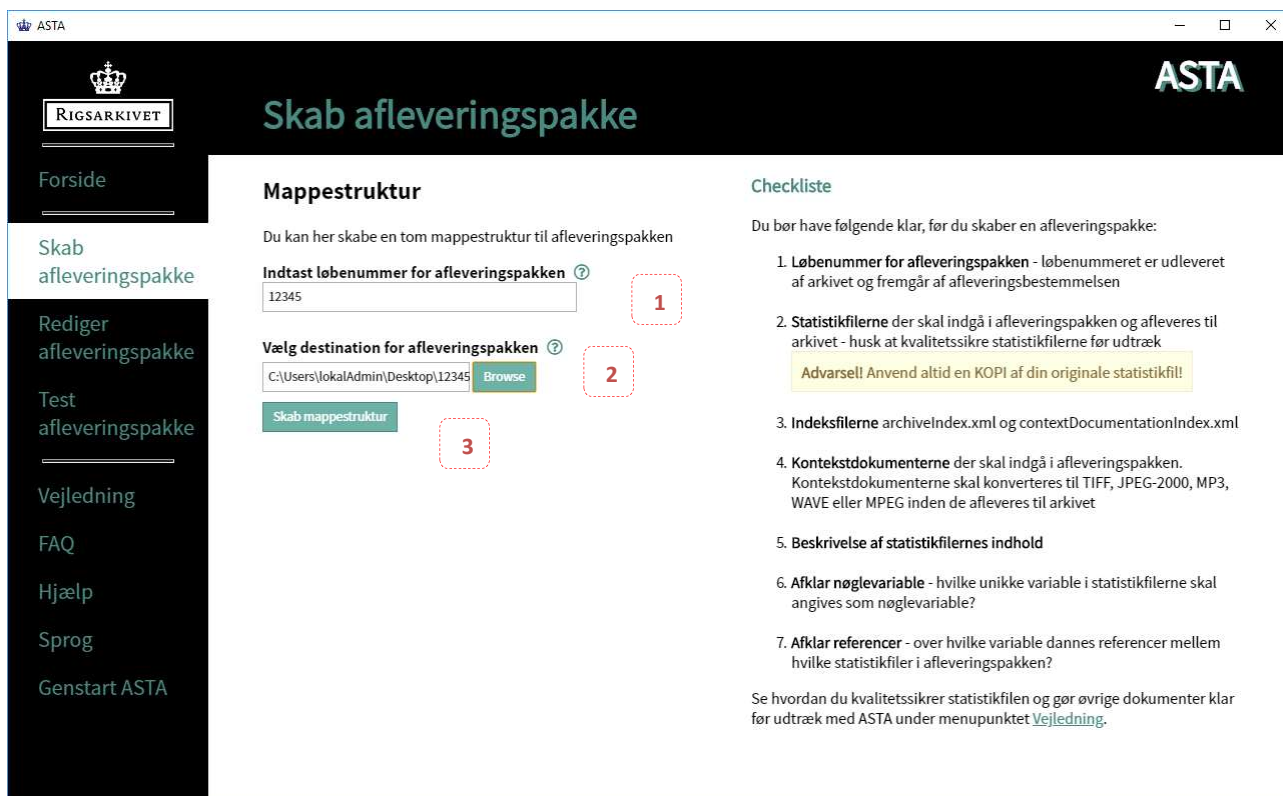 ASTA
RIGSARKIVET
Skab afleveringspakke
ASTA
Forside
Skab
afleveringspakke
Rediger
afleveringspakke
Test
afleveringspakke
Vejledning
FAQ
Hjælp
Sprog
Genstart ASTA
Mappestruktur
Du kan her skabe en tom mappestruktur til afleveringspakken
Indtast løbenummer for afleveringspakken ?
12345
1
Vælg destination for afleveringspakken ?
C:\Users\lokalAdmin\Desktop\12345 Browse
2
Skab mappestruktur
3
Checkliste
Du bør have følgende klar, før du skaber en afleveringspakke:
1. Løbenummer for afleveringspakken - løbenummeret er udleveret
af arkivet og fremgår af afleveringsbestemmelsen
2. Statistikfilerne der skal indgå i afleveringspakken og afleveres til
arkivet - husk at kvalitetssikre statistikfilerne før udtræk
Advarsel! Anvend altid en KOPI af din originale statistikfil!
3. Indeksfilerne archiveIndex.xml og contextDocumentationIndex.xml
4. Kontekstdokumenterne der skal indgå i afleveringspakken.
Kontekstdokumenterne skal konverteres til TIFF, JPEG-2000, MP3,
WAVE eller MPEG inden de afleveres til arkivet
5. Beskrivelse af statistikfilernes indhold
6. Afklar nøglevariable - hvilke unikke variable i statistikfilerne skal
angives som nøglevariable?
7. Afklar referencer - over hvilke variable dannes referencer mellem
hvilke statistikfiler i afleveringspakken?
Se hvordan du kvalitetssikrer statistikfilen og gør øvrige dokumenter klar
før udtræk med ASTA under menupunktet Vejledning.